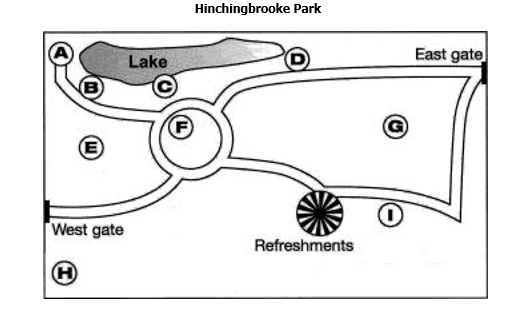 Hinchingbrooke Park
A
Lake
D
East gate
B
C
F
G
E
I
West gate
Refreshments
H